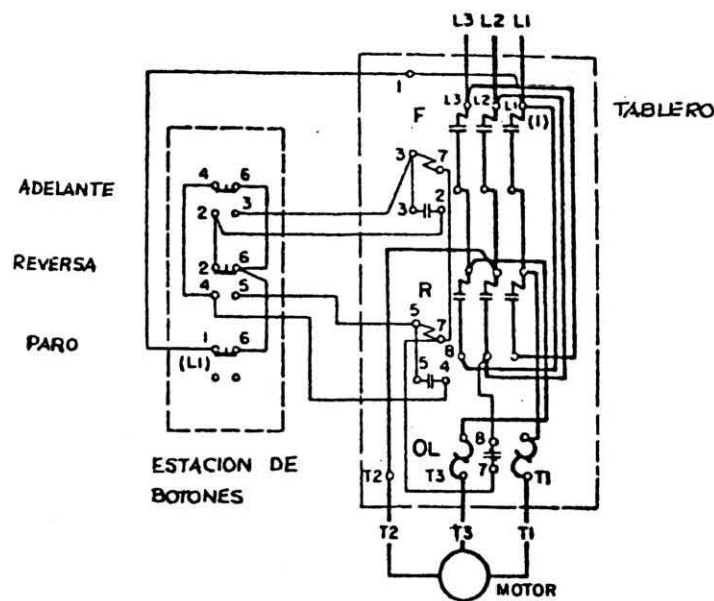 L3 L2 L1
1
L3 L2 L1
(1)
TABLERO
F
3 7
4 6
3 2
ADELANTE
2 3
REVERSA
2 6
4 5
R
5 7
PARO
1 6
(L1)
8
5 4
OL
8
7
T2 T3 T1
ESTACION DE
BOTONES
T2 T3 T1
MOTOR